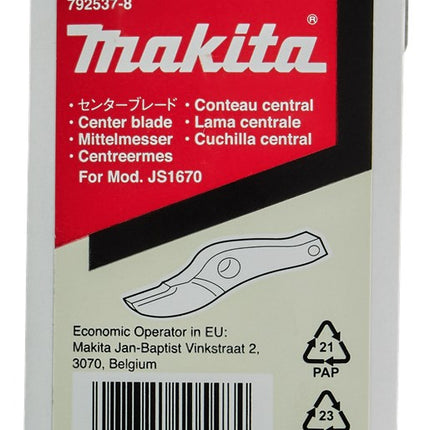 792537-8
makita®
・センターブレード・Conteau central
・Center blade ・Lama centrale
・Mittelmesser ・Cuchilla central
・Centreermes
For Mod. JS1670
Economic Operator in EU:
Makita Jan-Baptist Vinkstraat 2,
3070, Belgium
21
PAP
23